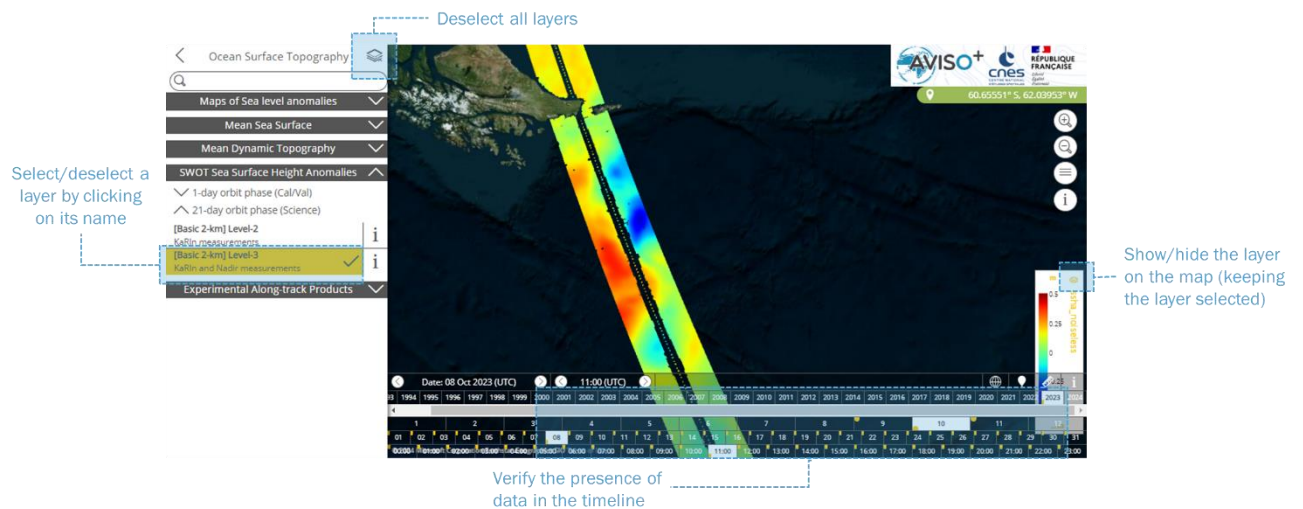 Deselect all layers
Ocean Surface Topography
Maps of Sea level anomalies
Mean Sea Surface
Mean Dynamic Topography
SWOT Sea Surface Height Anomalies
1-day orbit phase (Cal/Val)
21-day orbit phase (Science)
[Basic 2-km] Level-2
KaRIn measurements
i
[Basic 2-km] Level-3
KaRIn and Nadir measurements
i
Experimental Along-track Products
Select/deselect a
layer by clicking
on its name
AVISO+
cnes
RÉPUBLIQUE
FRANÇAISE
Liberté
Égalité
Fraternité
60.65551° S, 62.03953° W
i
Show/hide the layer
on the map (keeping
the layer selected)
0.5
0.25
0
-0.25
ssha_noiseless
i
Date: 08 Oct 2023 (UTC)
11:00 (UTC)
1994 1995 1996 1997 1998 1999 2000 2001 2002 2003 2004 2005 2006 2007 2008 2009 2010 2011 2012 2013 2014 2015 2016 2017 2018 2019 2020 2021 2022 2023 2024
1 2 3 4 5 6 7 8 9 10 11 12
01 02 03 04 05 06 07 08 09 10 11 12 13 14 15 16 17 18 19 20 21 22 23 24 25 26 27 28 29 30 31
05:00 06:00 07:00 08:00 09:00 10:00 11:00 12:00 13:00 14:00 15:00 16:00 17:00 18:00 19:00 20:00 21:00 22:00 23:00
Verify the presence of
data in the timeline